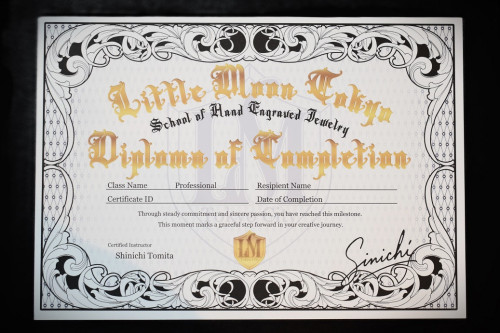 Little Moon Tokyo
School of Hand Engraved Jewelry
Diploma of Completion
Class Name Professional Recipient Name
Certificate ID Date of Completion
Through steady commitment and sincere passion, you have reached this milestone.
This moment marks a graceful step forward in your creative journey.
LM
Certified Instructor
Shinichi Tomita
Sinichi